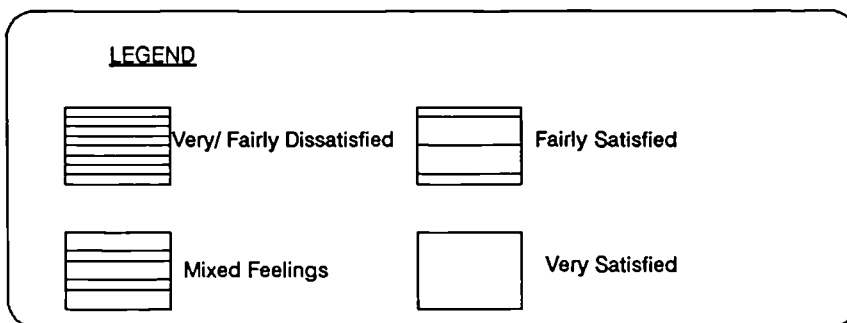 LEGEND
Very/ Fairly Dissatisfied
Fairly Satisfied
Mixed Feelings
Very Satisfied